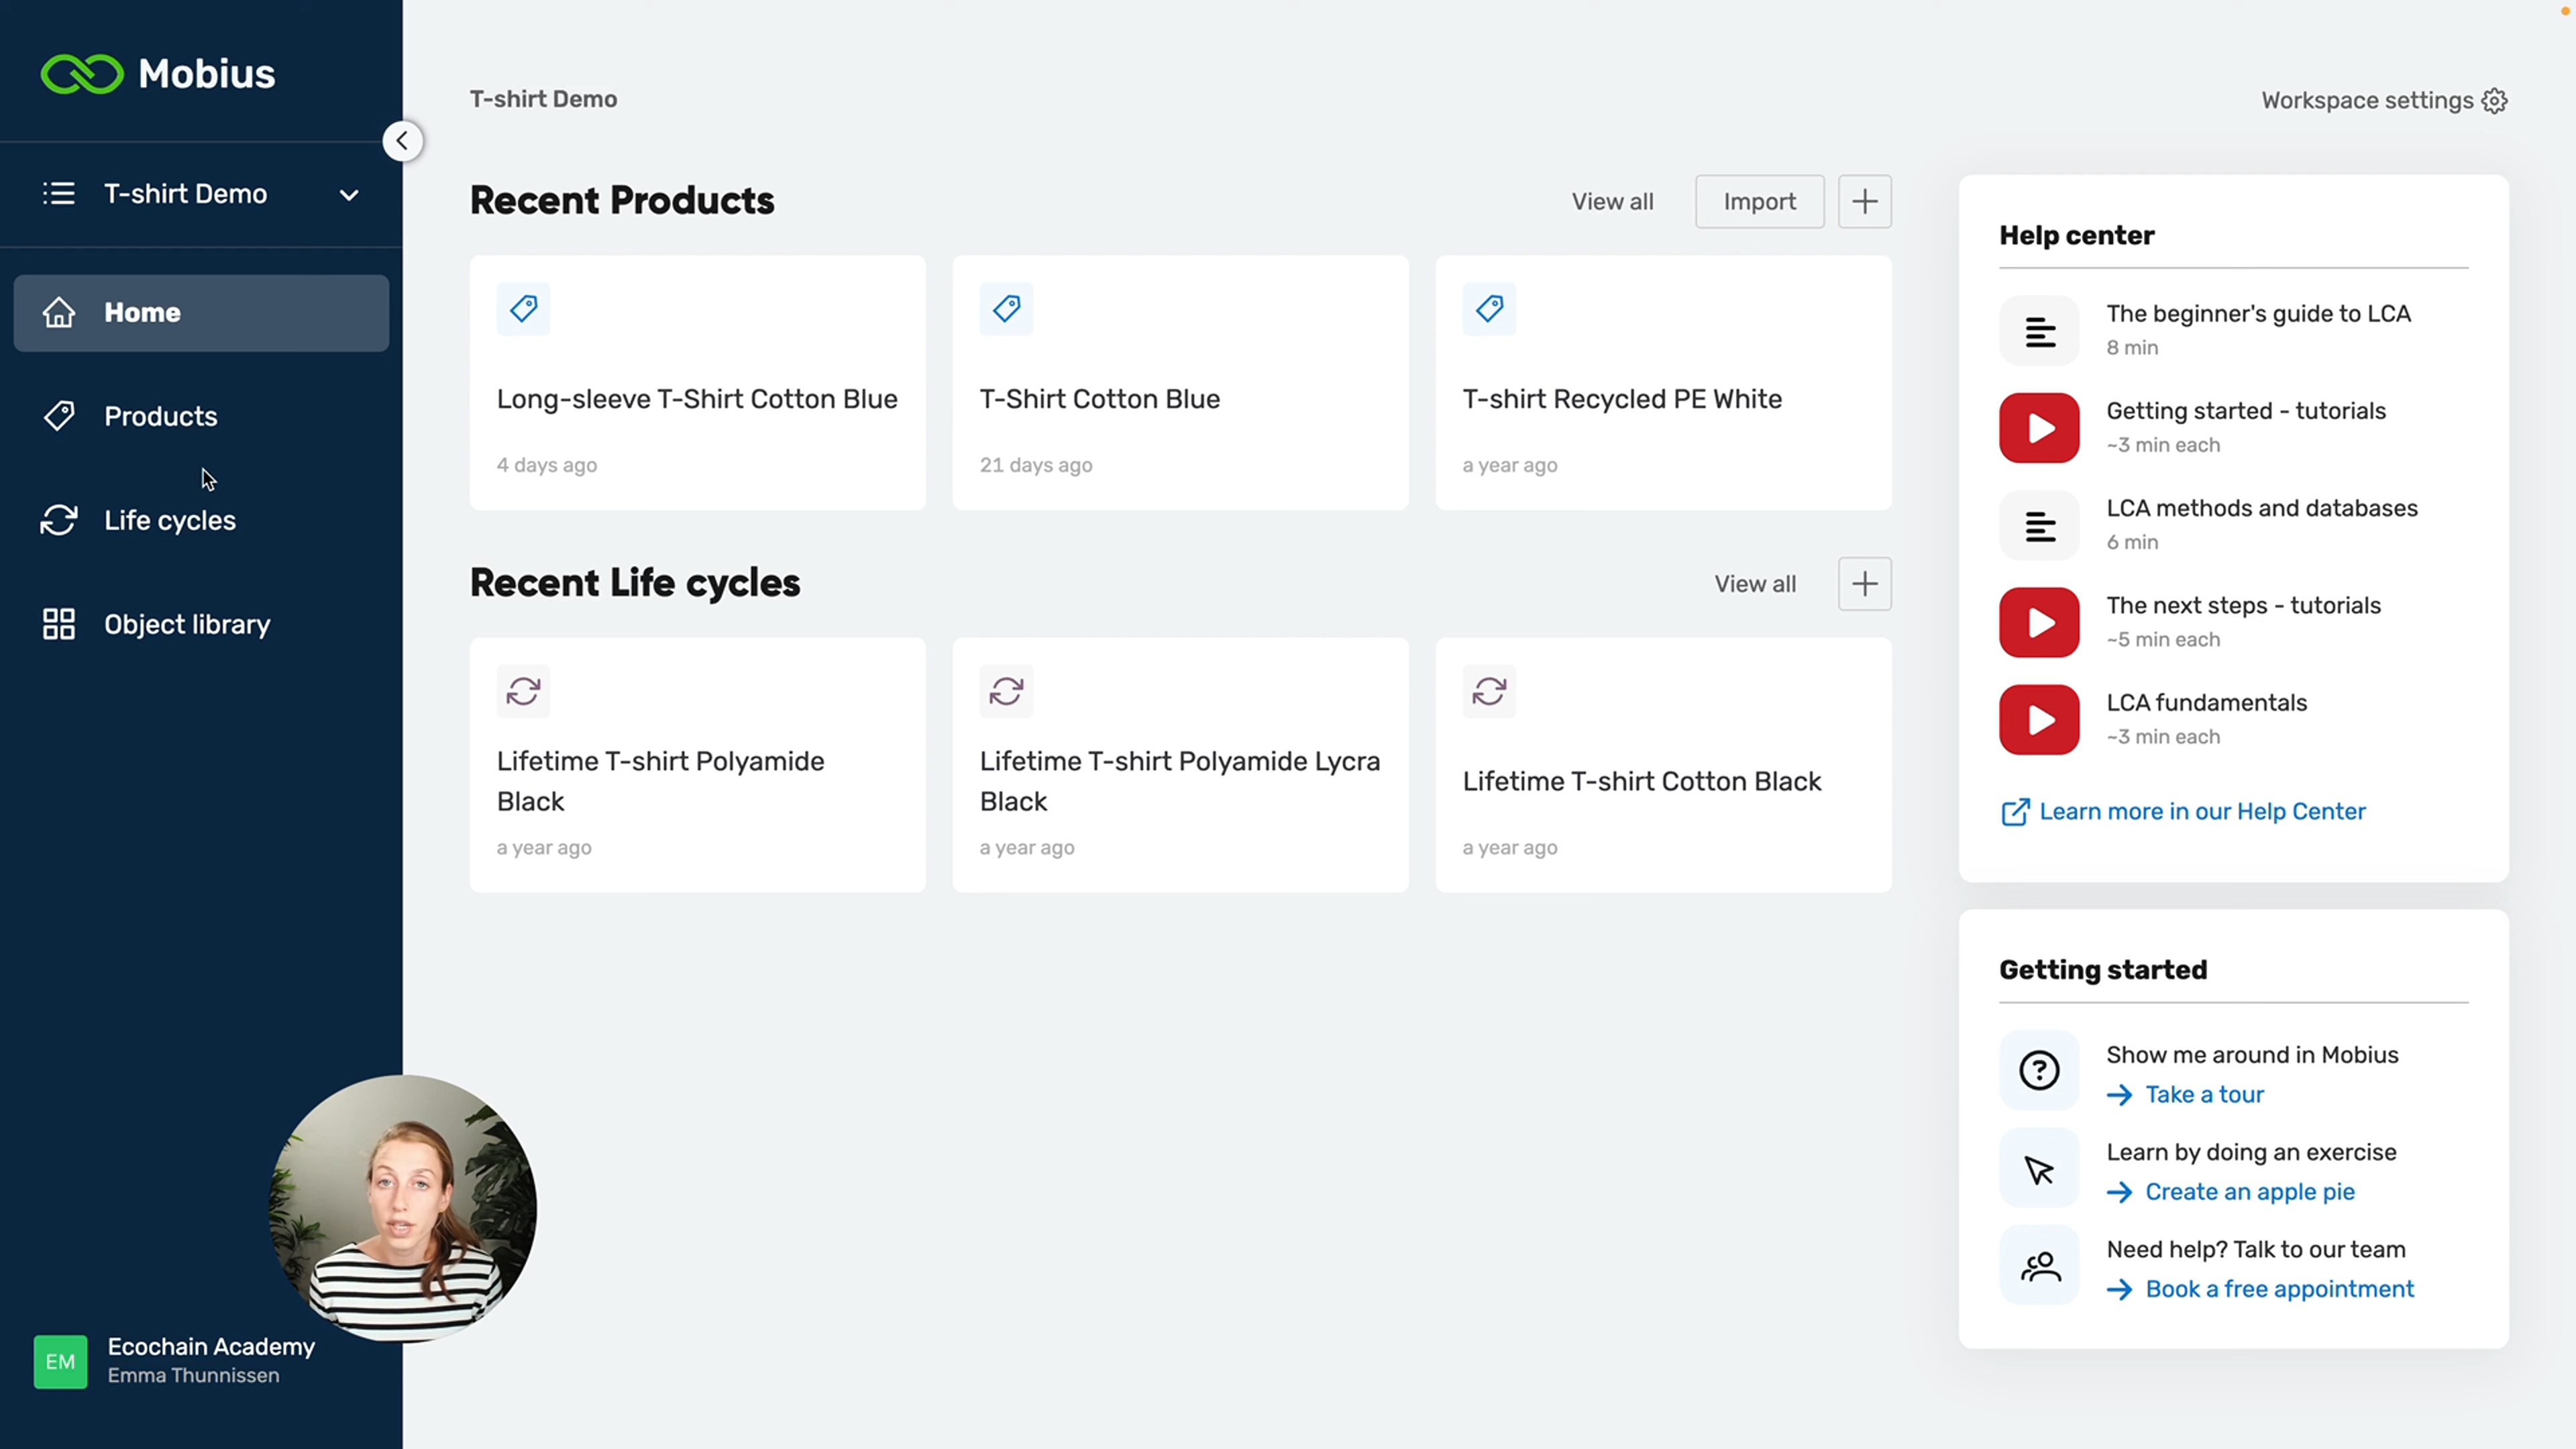 Mobius
T-shirt Demo
Home
Products
Life cycles
Object library
EM
Ecochain Academy
Emma Thunnissen
T-shirt Demo
Workspace settings
Recent Products
View all
Import
Long-sleeve T-Shirt Cotton Blue
4 days ago
T-Shirt Cotton Blue
21 days ago
T-shirt Recycled PE White
a year ago
Recent Life cycles
View all
Lifetime T-shirt Polyamide
Black
a year ago
Lifetime T-shirt Polyamide Lycra
Black
a year ago
Lifetime T-shirt Cotton Black
a year ago
Help center
The beginner's guide to LCA
8 min
Getting started - tutorials
~3 min each
LCA methods and databases
6 min
The next steps - tutorials
~5 min each
LCA fundamentals
~3 min each
Learn more in our Help Center
Getting started
Show me around in Mobius
Take a tour
Learn by doing an exercise
Create an apple pie
Need help? Talk to our team
Book a free appointment